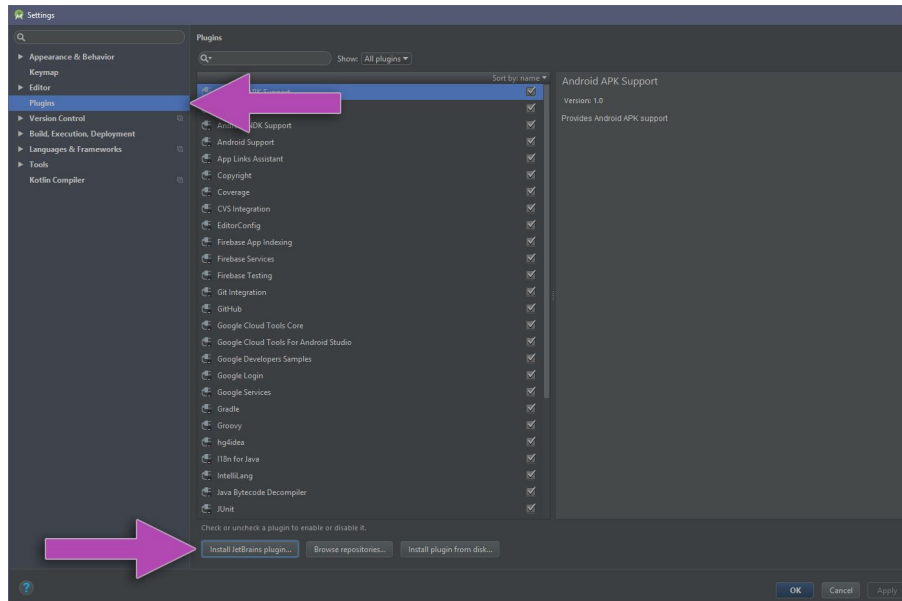 Settings
Plugins
Show: All plugins
Sort by: name
Appearance & Behavior
Keymap
Editor
Plugins
Version Control
Build, Execution, Deployment
Languages & Frameworks
Tools
Kotlin Compiler
APK Support
NDK Support
Android Support
App Links Assistant
Copyright
Coverage
CVS Integration
EditorConfig
Firebase App Indexing
Firebase Services
Firebase Testing
Git Integration
GitHub
Google Cloud Tools Core
Google Cloud Tools For Android Studio
Google Developers Samples
Google Login
Google Services
Gradle
Groovy
hg4idea
I18n for Java
IntelliLang
Java Bytecode Decompiler
JUnit
Android APK Support
Version: 1.0
Provides Android APK support
Check or uncheck a plugin to enable or disable it.
Install JetBrains plugin... Browse repositories... Install plugin from disk...
? OK Cancel Apply